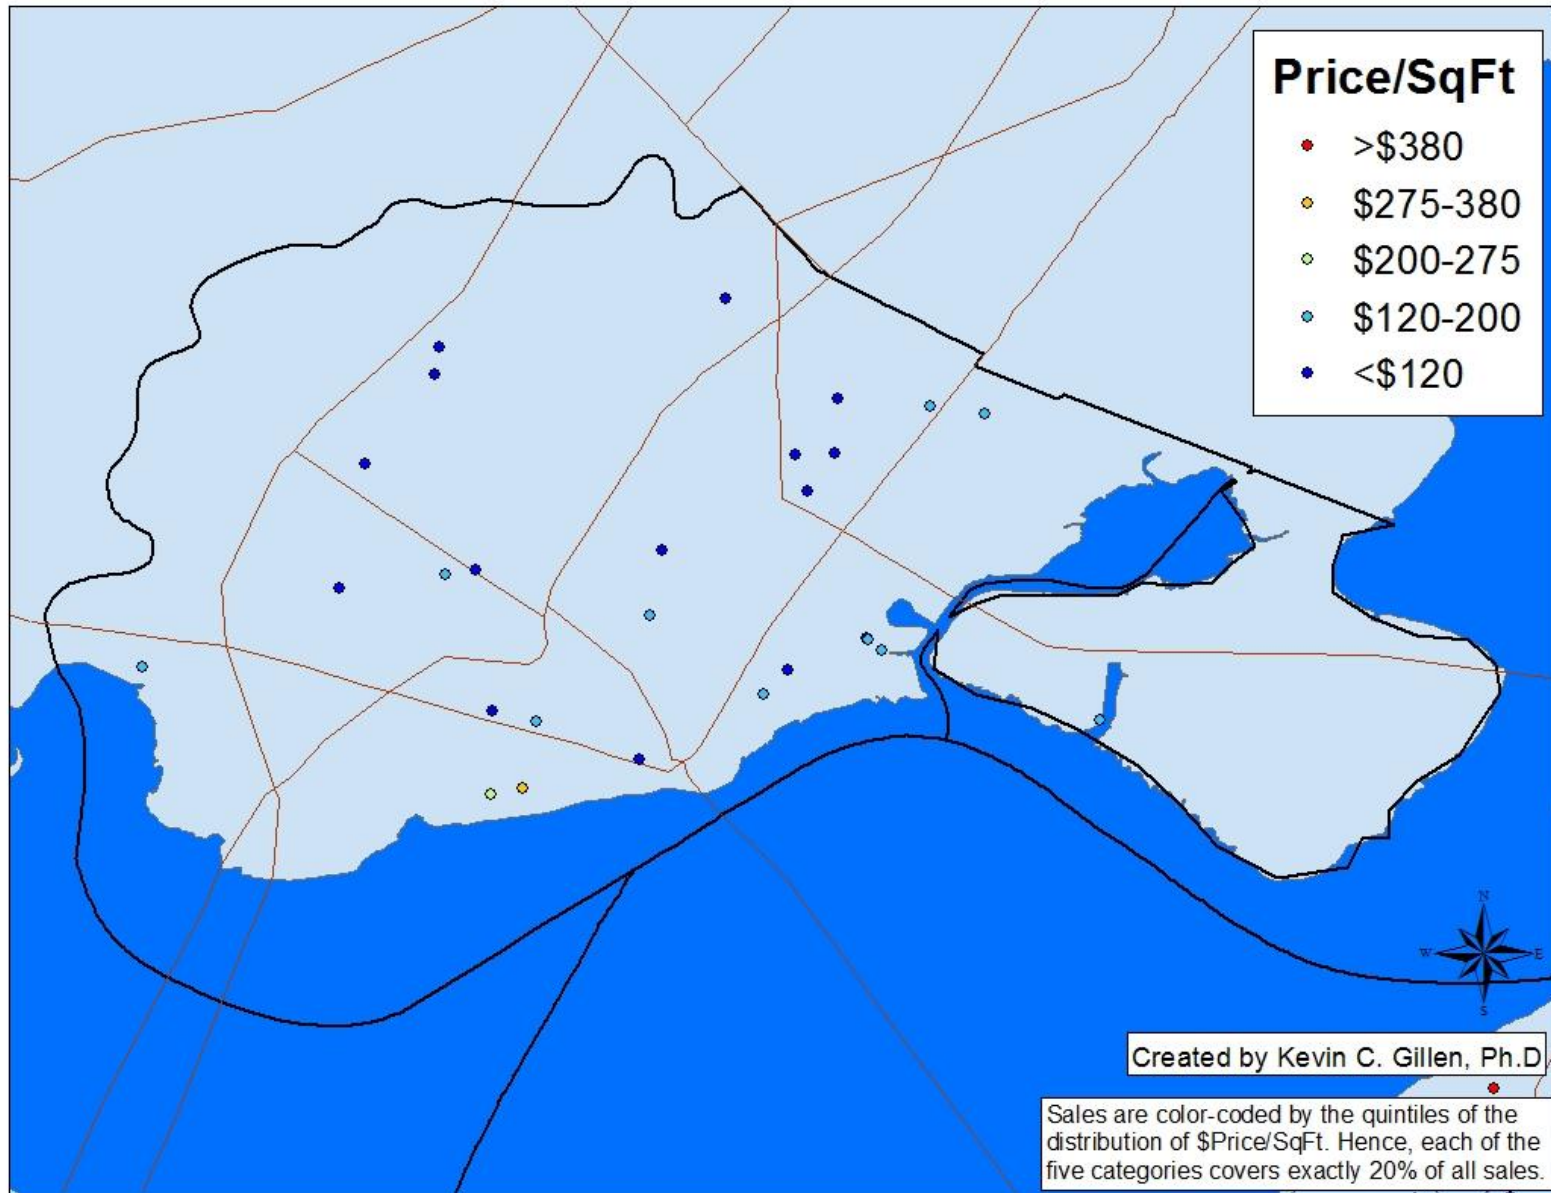 Price/SqFt
>$380
$275-380
$200-275
$120-200
<$120
N
W E
S
Created by Kevin C. Gillen, Ph.D
Sales are color-coded by the quintiles of the
distribution of $Price/SqFt. Hence, each of the
five categories covers exactly 20% of all sales.